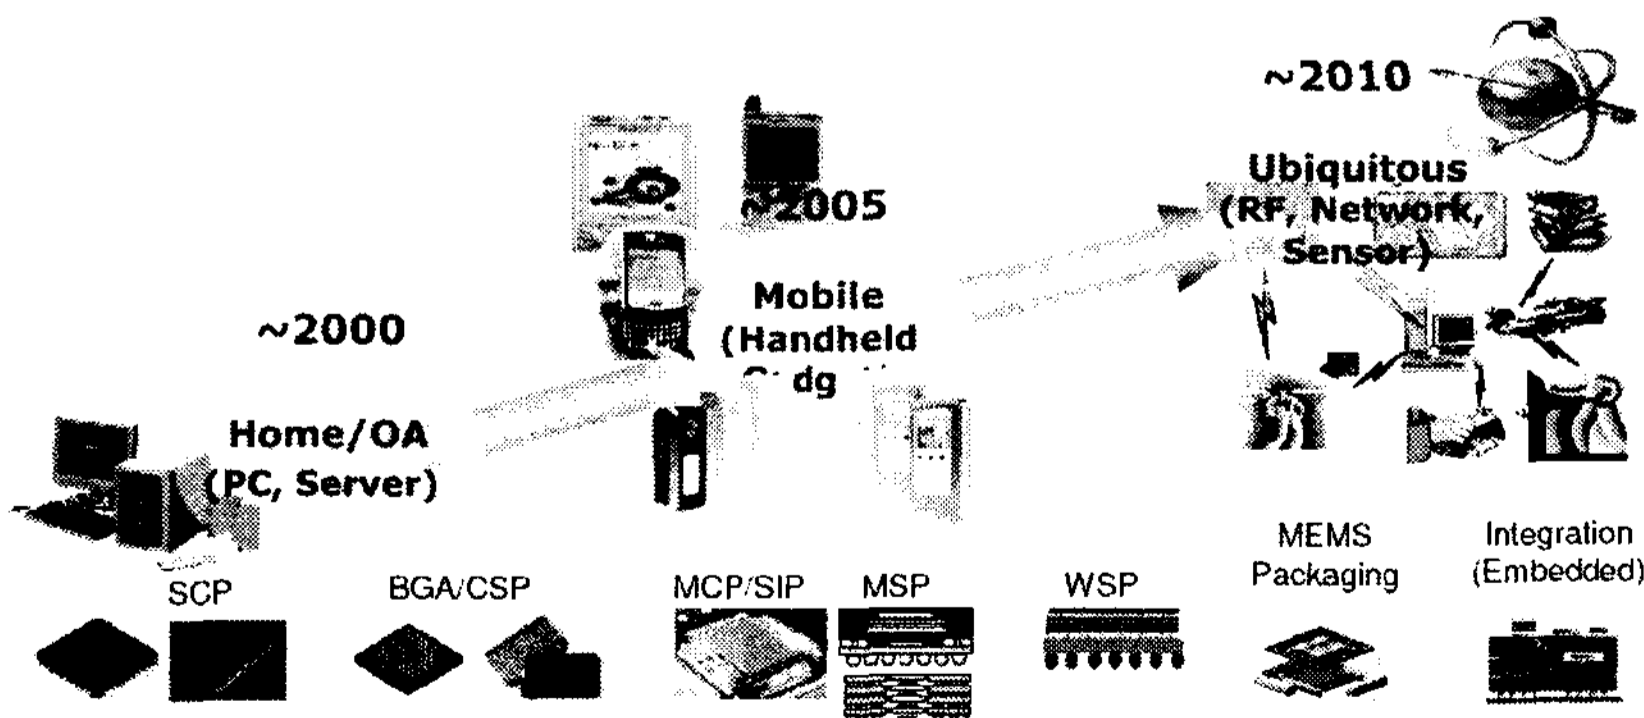 ~2000
Home/OA
(PC, Server)
~2005
Mobile
(Handheld
~2010
Ubiquitous
(RF, Network,
Sensor)
SCP
BGA/CSP
MCP/SIP
MSP
WSP
MEMS
Packaging
Integration
(Embedded)